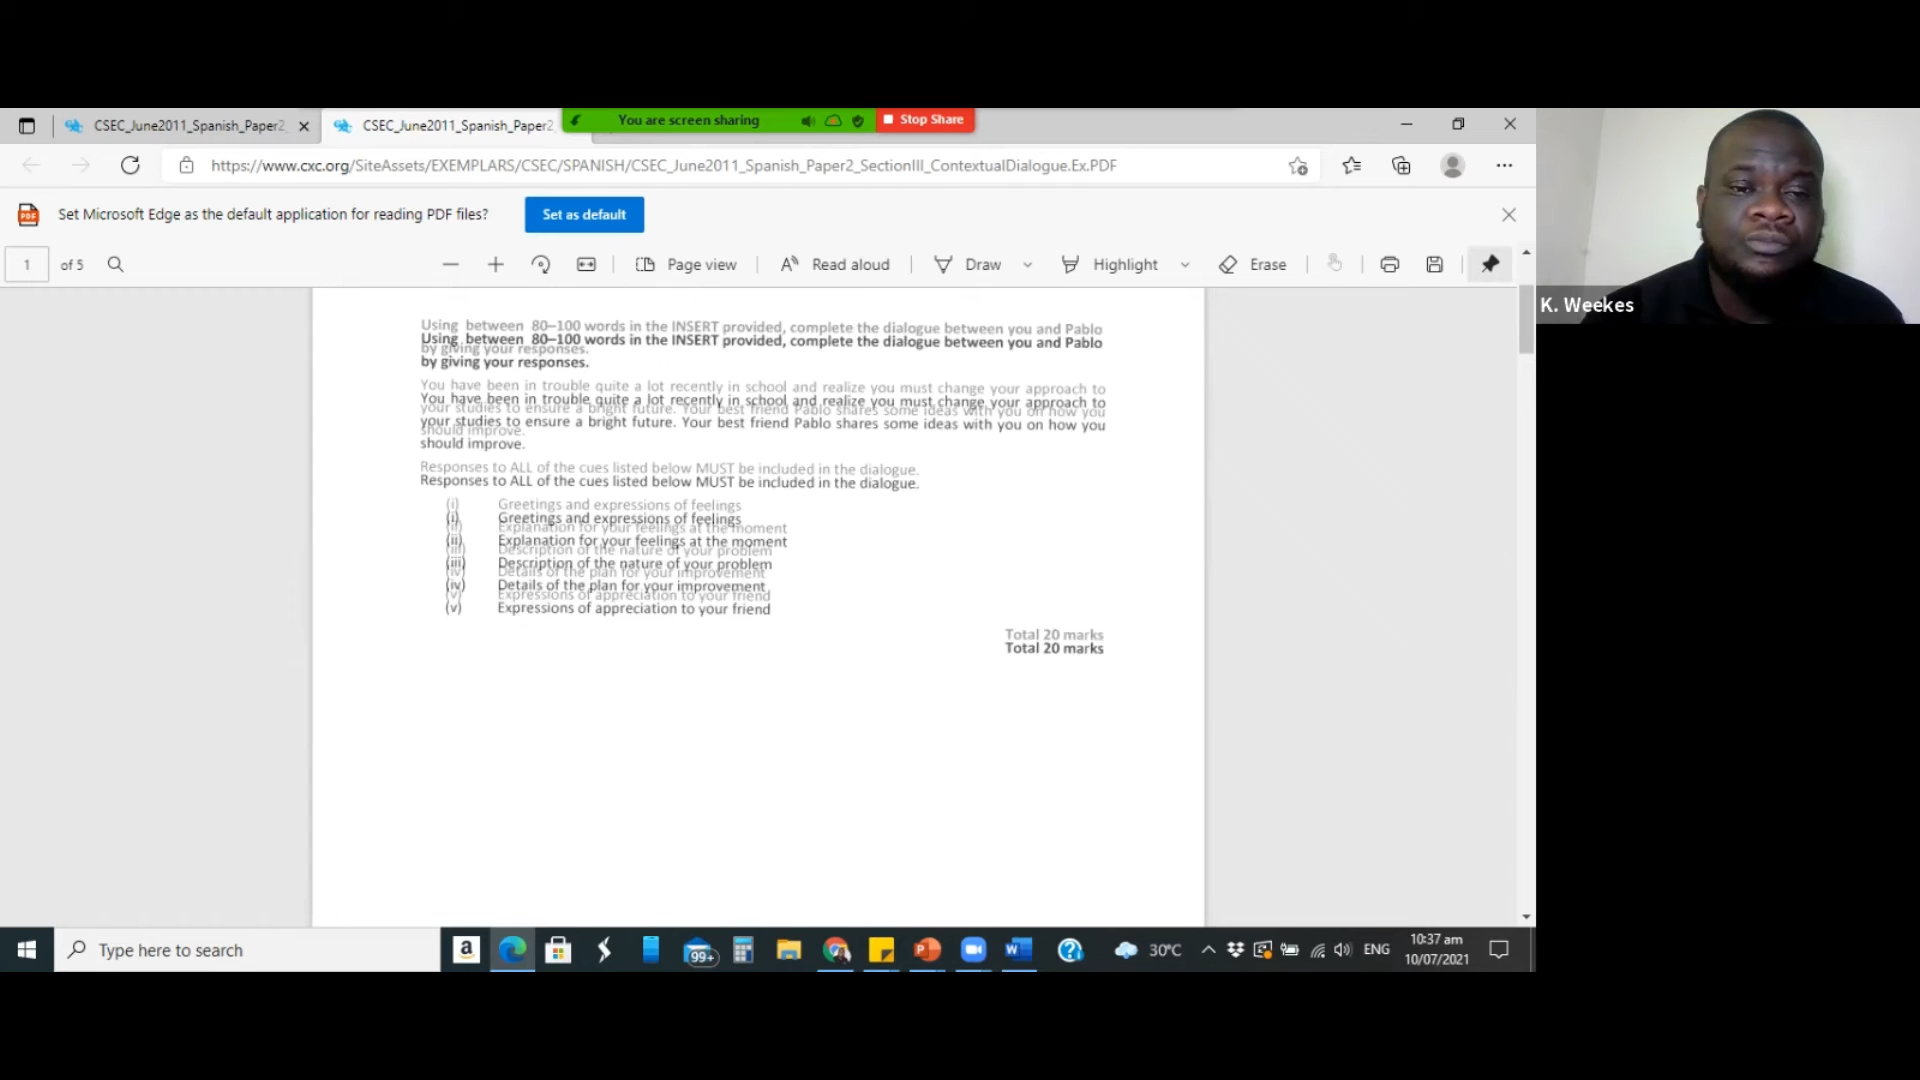 CSEC_June2011_Spanish_Paper2_
CSEC_June2011_Spanish_Paper2_
You are screen sharing
Stop Share
https://www.cxc.org/SiteAssets/EXEMPLARS/CSEC/SPANISH/CSEC_June2011_Spanish_Paper2_SectionIII_ContextualDialogue.Ex.PDF
Set Microsoft Edge as the default application for reading PDF files?
Set as default
1 of 5
Page view
Read aloud
Draw
Highlight
Erase
K. Weekes
Using between 80–100 words in the INSERT provided, complete the dialogue between you and Pablo
by giving your responses.
You have been in trouble quite a lot recently in school and realize you must change your approach to
your studies to ensure a bright future. Your best friend Pablo shares some ideas with you on how you
should improve.
Responses to ALL of the cues listed below MUST be included in the dialogue.
(i) Greetings and expressions of feelings
(ii) Explanation for your feelings at the moment
(iii) Description of the nature of your problem
(iv) Details of the plan for your improvement
(v) Expressions of appreciation to your friend
Total 20 marks
Type here to search
99+
30°C
ENG
10:37 am
10/07/2021